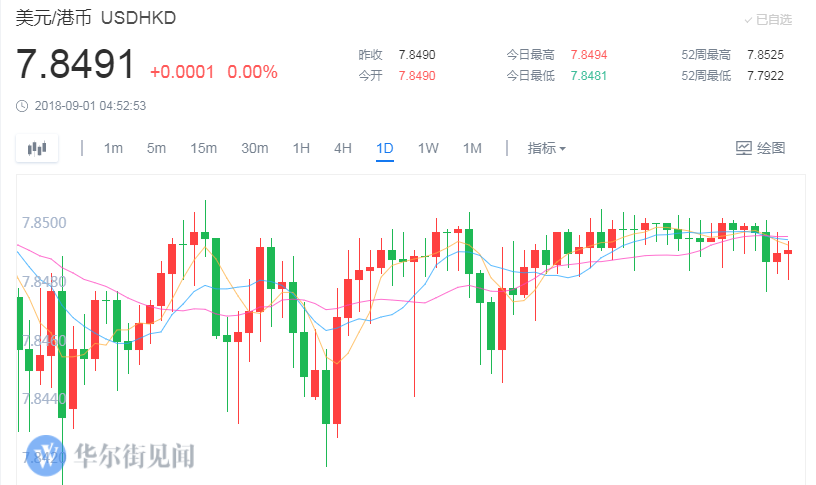 美元/港币 USDHKD
✓已自选
7.8491 +0.0001 0.00%
昨收 7.8490 今日最高 7.8494 52周最高 7.8525
今开 7.8490 今日最低 7.8481 52周最低 7.7922
2018-09-01 04:52:53
1m 5m 15m 30m 1H 4H 1D 1W 1M 指标 绘图
7.8500
7.8480
7.8460
7.8440
7.8420
华尔街见闻